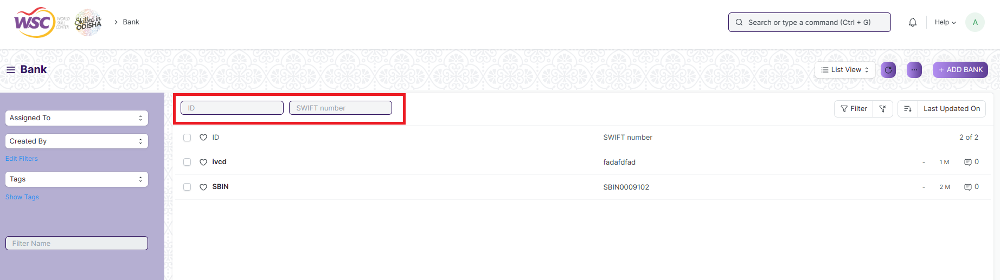 WSC WORLD SKILL CENTER Skilled in ODISHA > Bank
Search or type a command (Ctrl + G)
Help
A
Bank
List View
...
+ ADD BANK
Assigned To
Created By
Edit Filters
Tags
Show Tags
Filter Name
ID
SWIFT number
Filter
Last Updated On
ID SWIFT number 2 of 2
ivcd fadafdfad - 1 M 0
SBIN SBIN0009102 - 2 M 0